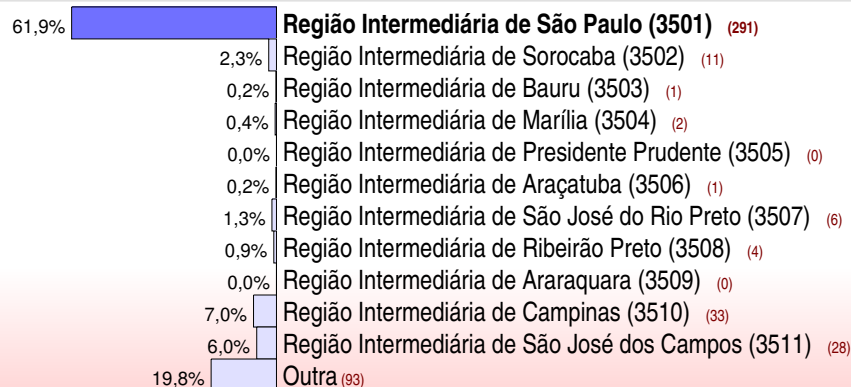 61,9% Região Intermediária de São Paulo (3501) (291)
2,3% Região Intermediária de Sorocaba (3502) (11)
0,2% Região Intermediária de Bauru (3503) (1)
0,4% Região Intermediária de Marília (3504) (2)
0,0% Região Intermediária de Presidente Prudente (3505) (0)
0,2% Região Intermediária de Araçatuba (3506) (1)
1,3% Região Intermediária de São José do Rio Preto (3507) (6)
0,9% Região Intermediária de Ribeirão Preto (3508) (4)
0,0% Região Intermediária de Araraquara (3509) (0)
7,0% Região Intermediária de Campinas (3510) (33)
6,0% Região Intermediária de São José dos Campos (3511) (28)
19,8% Outra (93)